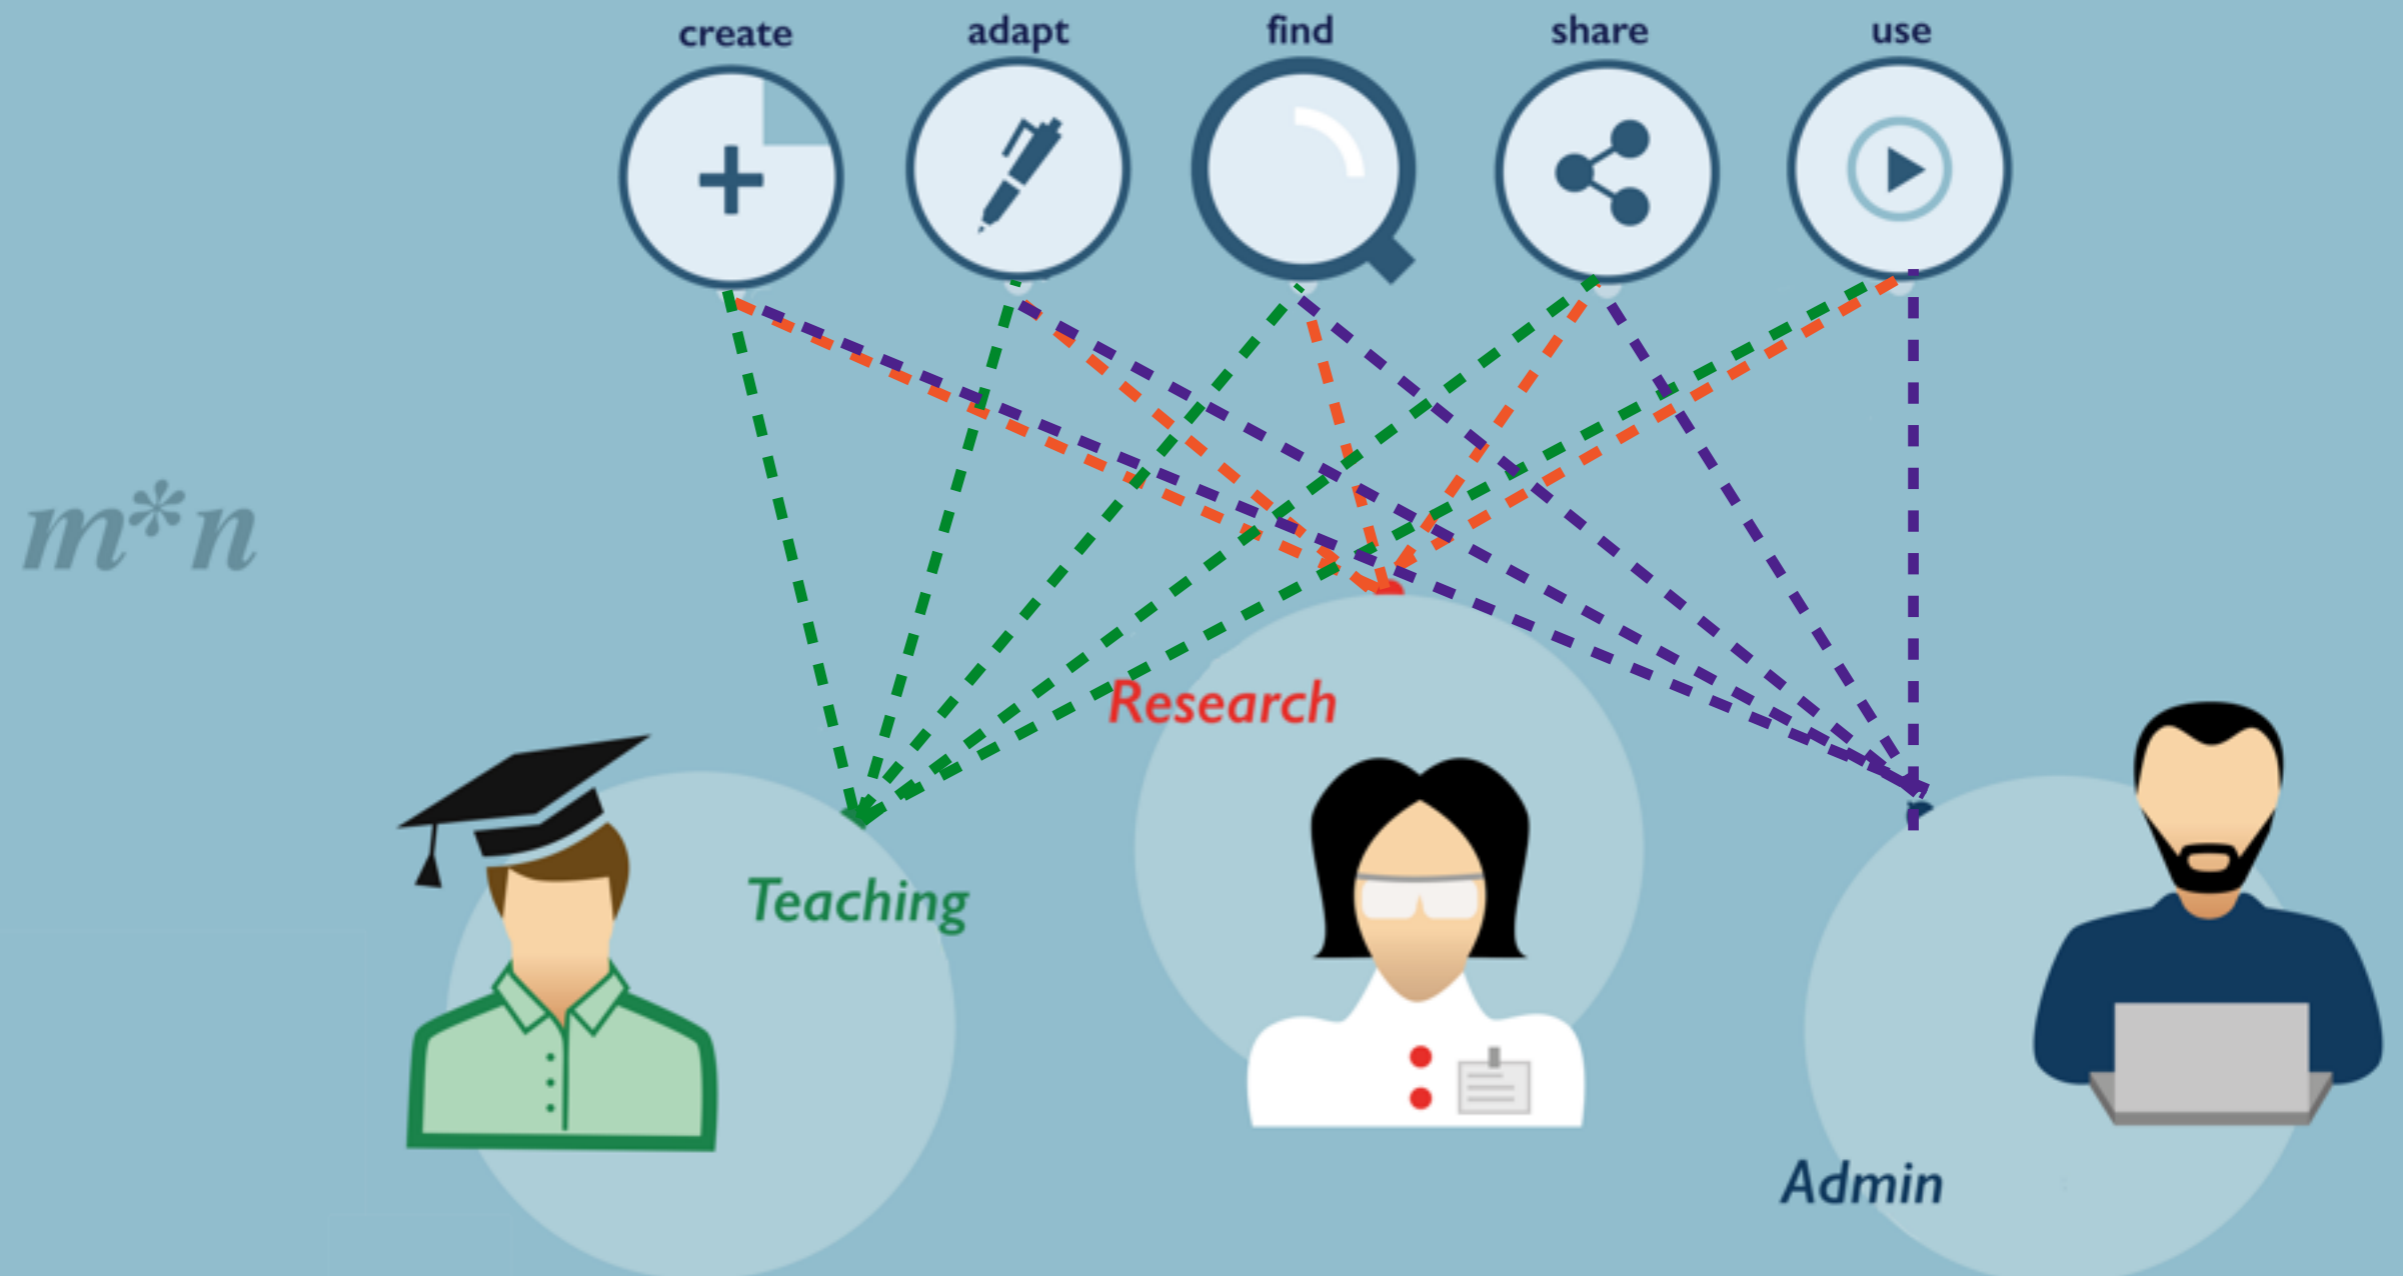 create
adapt
find
share
use
m*n
Research
Teaching
Admin